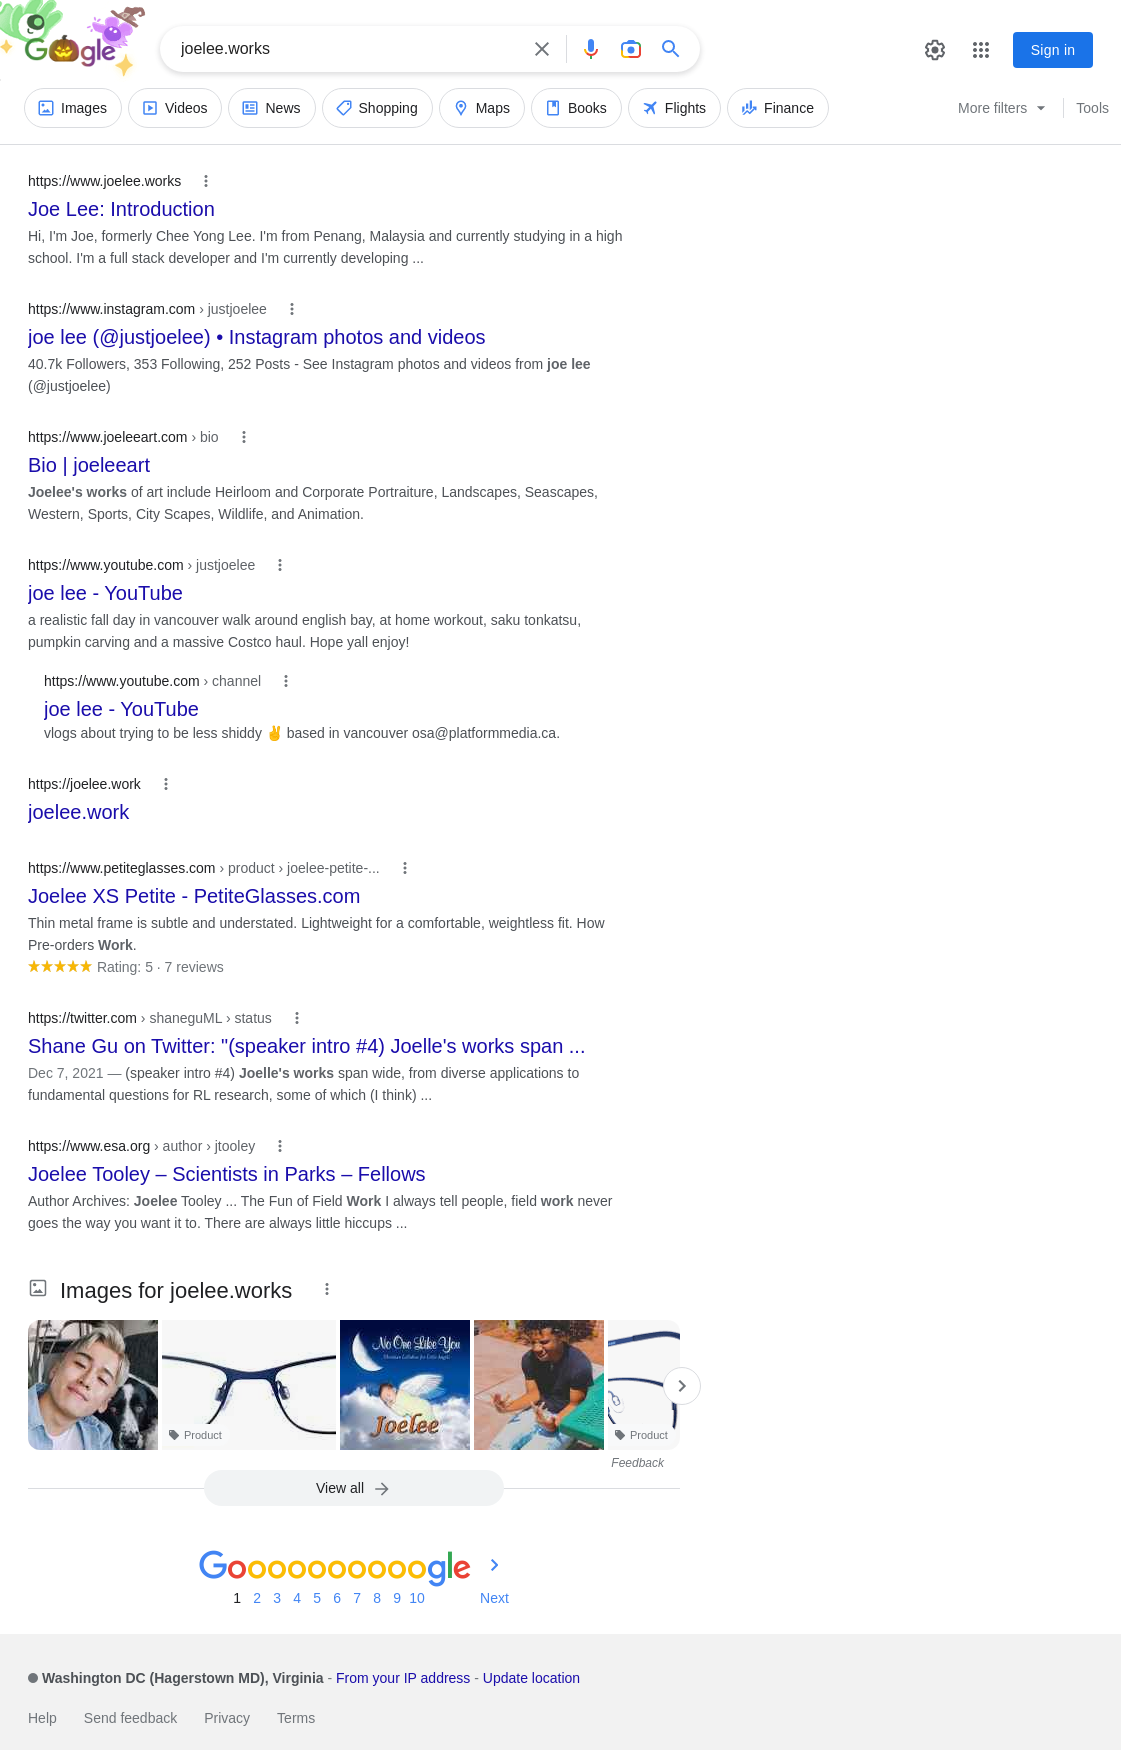 Google
joelee.works
Sign in
Images
Videos
News
Shopping
Maps
Books
Flights
Finance
More filters
Tools
https://www.joelee.works
Joe Lee: Introduction
Hi, I'm Joe, formerly Chee Yong Lee. I'm from Penang, Malaysia and currently studying in a high
school. I'm a full stack developer and I'm currently developing ...
https://www.instagram.com › justjoelee
joe lee (@justjoelee) • Instagram photos and videos
40.7k Followers, 353 Following, 252 Posts - See Instagram photos and videos from joe lee
(@justjoelee)
https://www.joeleeart.com › bio
Bio | joeleeart
Joelee's works of art include Heirloom and Corporate Portraiture, Landscapes, Seascapes,
Western, Sports, City Scapes, Wildlife, and Animation.
https://www.youtube.com › justjoelee
joe lee - YouTube
a realistic fall day in vancouver walk around english bay, at home workout, saku tonkatsu,
pumpkin carving and a massive Costco haul. Hope yall enjoy!
https://www.youtube.com › channel
joe lee - YouTube
vlogs about trying to be less shiddy ✌️ based in vancouver osa@platformmedia.ca.
https://joelee.work
joelee.work
https://www.petiteglasses.com › product › joelee-petite-...
Joelee XS Petite - PetiteGlasses.com
Thin metal frame is subtle and understated. Lightweight for a comfortable, weightless fit. How
Pre-orders Work.
Rating: 5 · 7 reviews
https://twitter.com › shaneguML › status
Shane Gu on Twitter: "(speaker intro #4) Joelle's works span ...
Dec 7, 2021 — (speaker intro #4) Joelle's works span wide, from diverse applications to
fundamental questions for RL research, some of which (I think) ...
https://www.esa.org › author › jtooley
Joelee Tooley – Scientists in Parks – Fellows
Author Archives: Joelee Tooley ... The Fun of Field Work I always tell people, field work never
goes the way you want it to. There are always little hiccups ...
Images for joelee.works
No One Like You
Christian Lullabies for Little Angels
Joelee
Product
Product
Feedback
View all
Goooooooooogle
1 2 3 4 5 6 7 8 9 10 Next
Washington DC (Hagerstown MD), Virginia - From your IP address - Update location
Help
Send feedback
Privacy
Terms